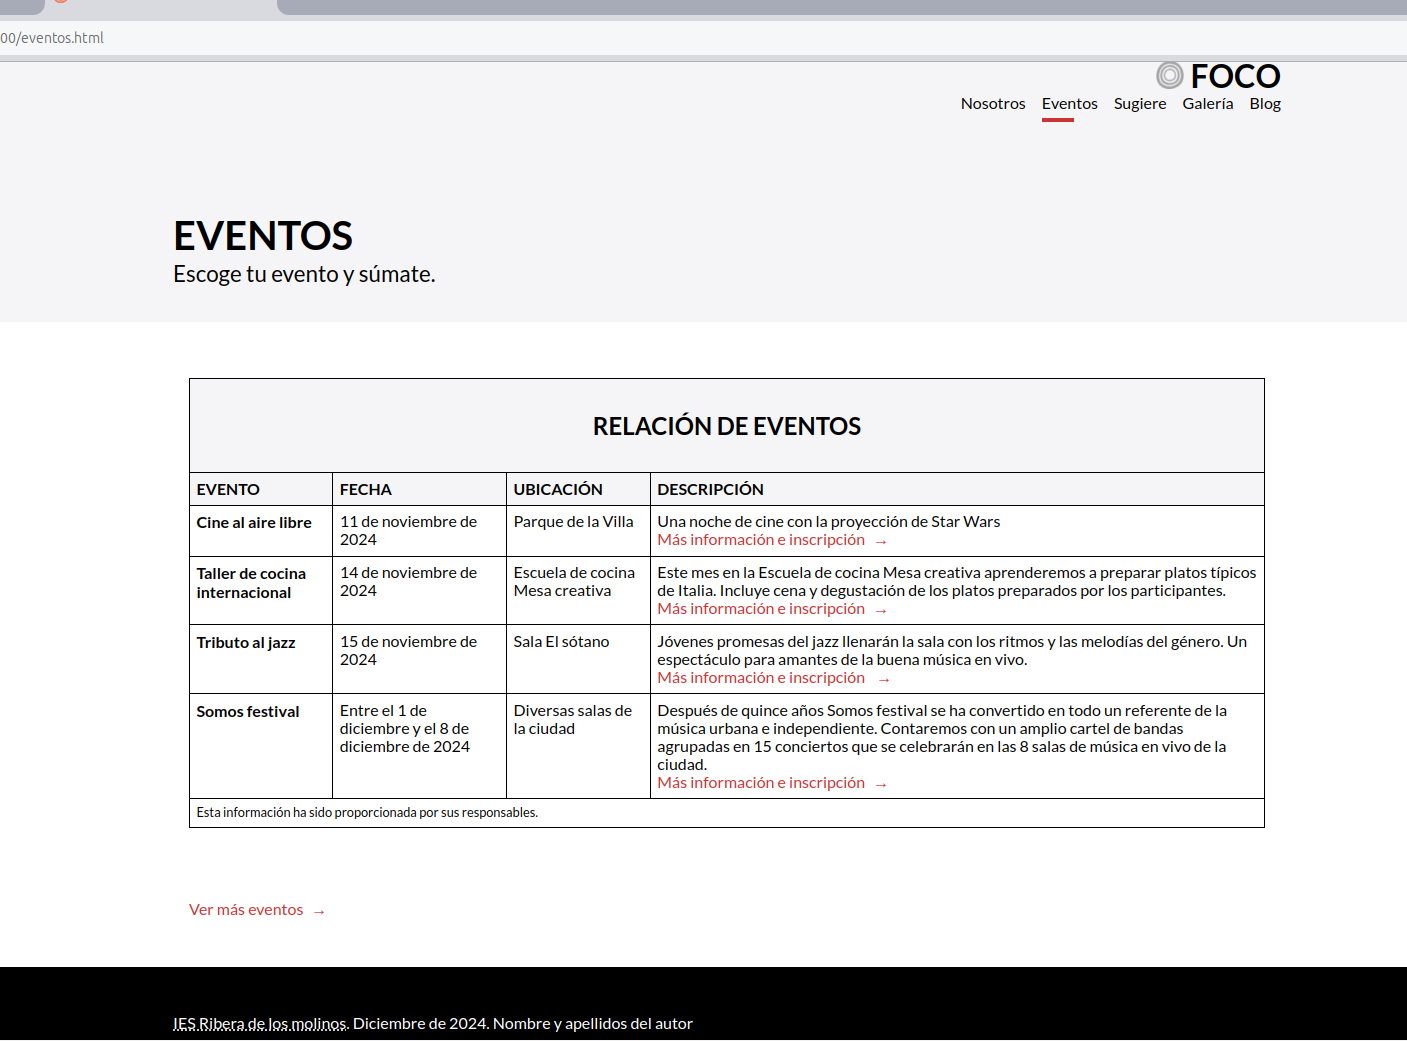 00/eventos.html
FOCO
Nosotros Eventos Sugiere Galería Blog
EVENTOS
Escoge tu evento y súmate.
RELACIÓN DE EVENTOS
EVENTO FECHA UBICACIÓN DESCRIPCIÓN
Cine al aire libre 11 de noviembre de Parque de la Villa Una noche de cine con la proyección de Star Wars
2024 Más información e inscripción →
Taller de cocina 14 de noviembre de Escuela de cocina Este mes en la Escuela de cocina Mesa creativa aprenderemos a preparar platos típicos
internacional 2024 Mesa creativa de Italia. Incluye cena y degustación de los platos preparados por los participantes.
Más información e inscripción →
Tributo al jazz 15 de noviembre de Sala El sótano Jóvenes promesas del jazz llenarán la sala con los ritmos y las melodías del género. Un
2024 espectáculo para amantes de la buena música en vivo.
Más información e inscripción →
Somos festival Entre el 1 de Diversas salas de Después de quince años Somos festival se ha convertido en todo un referente de la
diciembre y el 8 de la ciudad música urbana e independiente. Contaremos con un amplio cartel de bandas
diciembre de 2024 agrupadas en 15 conciertos que se celebrarán en las 8 salas de música en vivo de la
ciudad.
Más información e inscripción →
Esta información ha sido proporcionada por sus responsables.
Ver más eventos →
IES Ribera de los molinos. Diciembre de 2024. Nombre y apellidos del autor